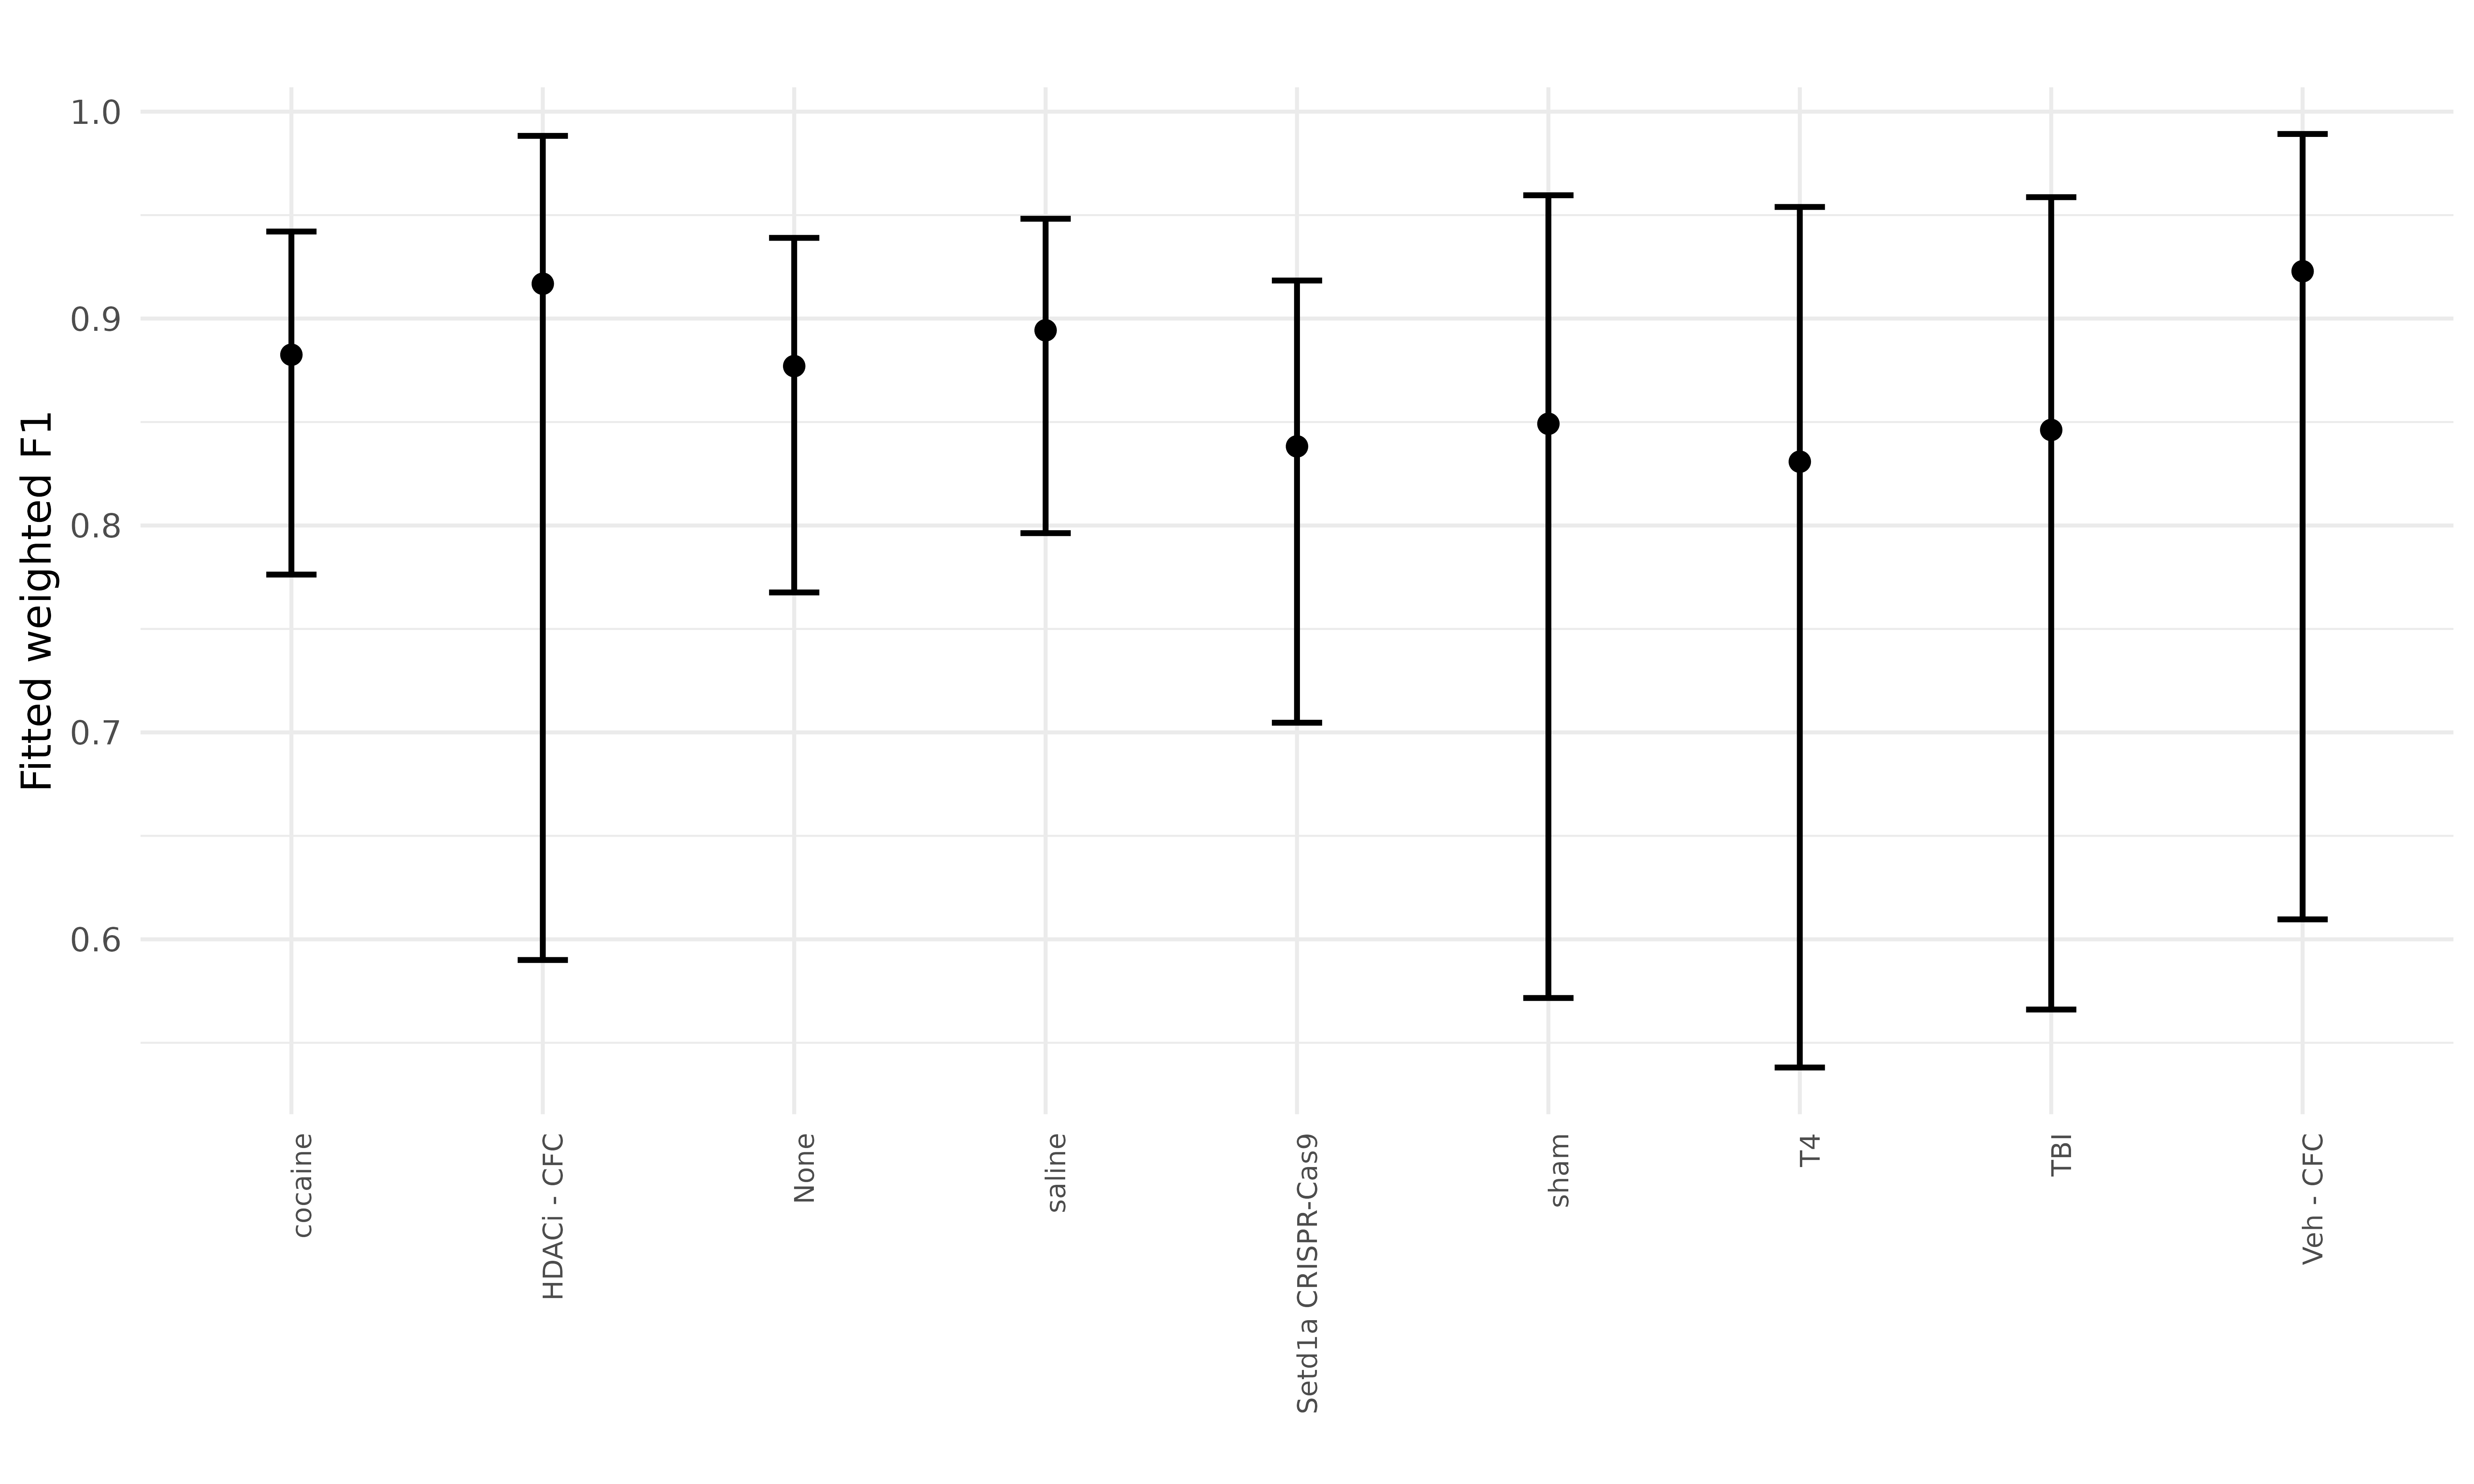 Fitted weighted F1
1.0
0.9
0.8
0.7
0.6
cocaine
HDACi - CFC
None
saline
Setd1a CRISPR-Cas9
sham
T4
TBI
Veh - CFC